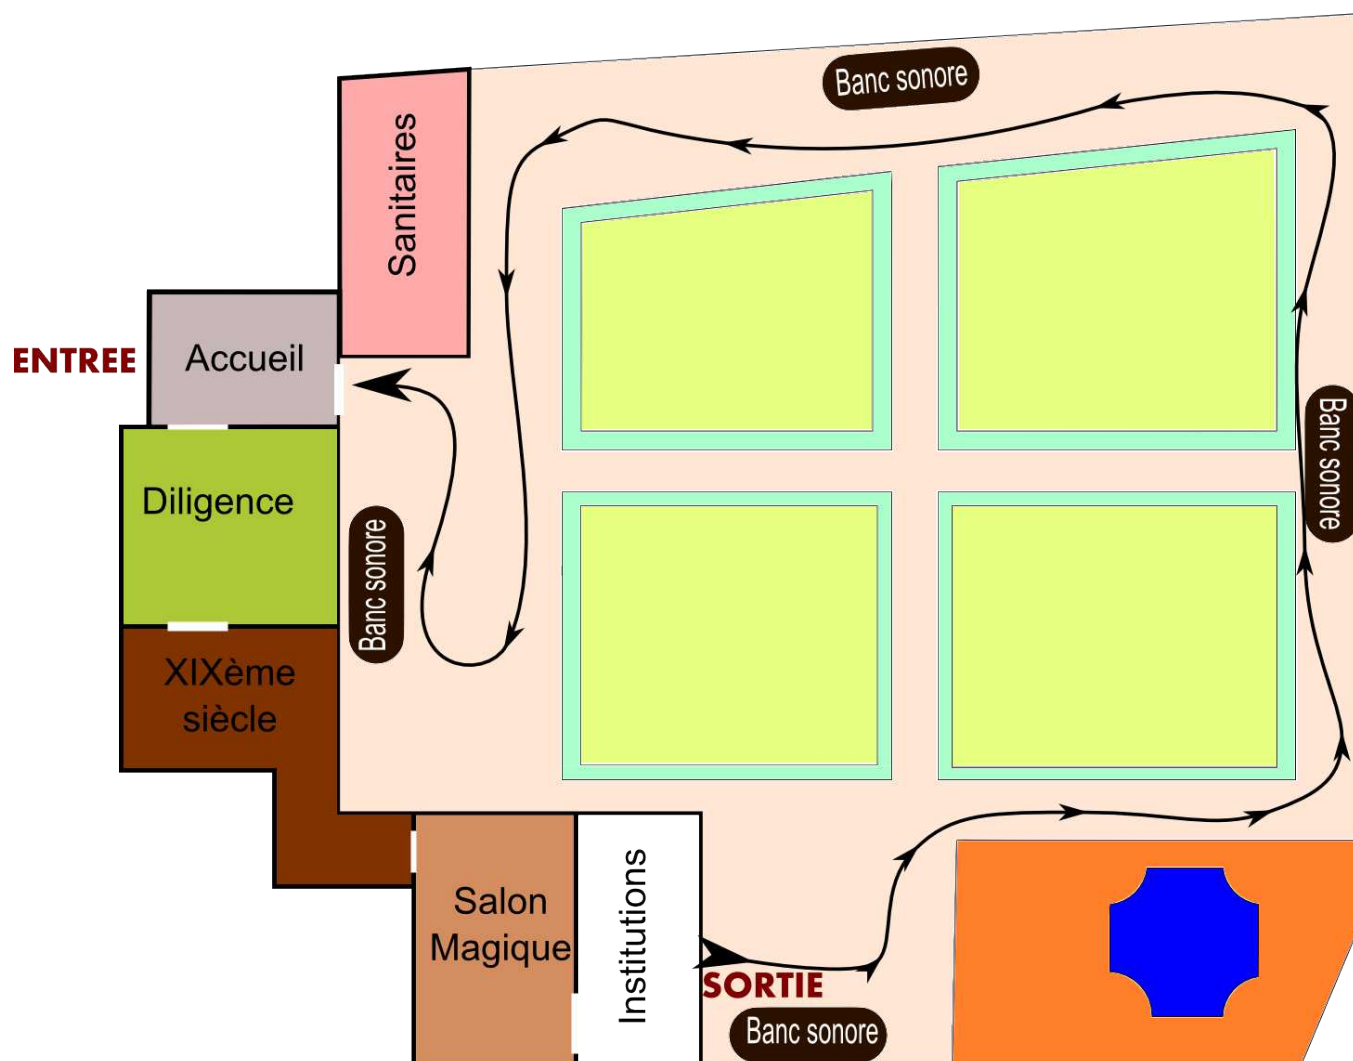 Banc sonore
Sanitaires
ENTREE
Accueil
Banc sonore
Diligence
Banc sonore
XIXème
siècle
Salon
Magique
Institutions
SORTIE
Banc sonore